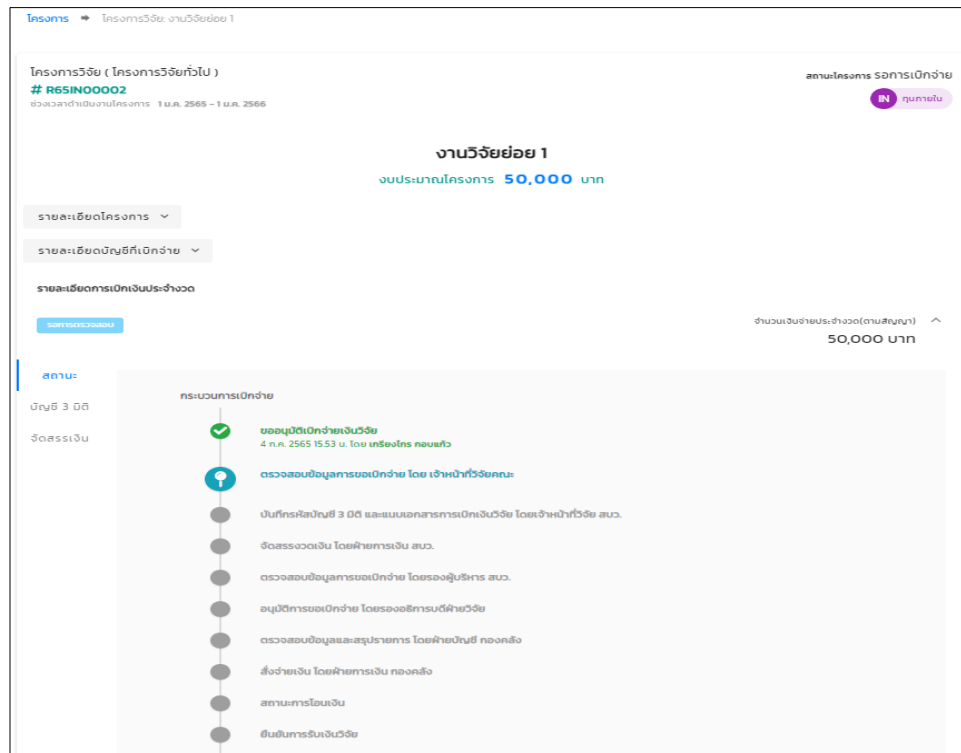 โครงการ ➡ โครงการวิจัย: งานวิจัยย่อย 1
โครงการวิจัย ( โครงการวิจัยทั่วไป )
สถานะโครงการ รอการเบิกจ่าย
# R65IN00002
IN ทุนภายใน
ช่วงเวลาดำเนินงานโครงการ 1 ม.ค. 2565 - 1 ม.ค. 2566
งานวิจัยย่อย 1
งบประมาณโครงการ 50,000 บาท
รายละเอียดโครงการ
รายละเอียดบัญชีที่เบิกจ่าย
รายละเอียดการเบิกเงินประจำงวด
รอการตรวจสอบ
จำนวนเงินจ่ายประจำงวด(ตามสัญญา)
50,000 บาท
สถานะ
บัญชี 3 มิติ
จัดสรรเงิน
กระบวนการเบิกจ่าย
ขออนุมัติเบิกจ่ายเงินวิจัย
4 ก.ค. 2565 15.53 น. โดย เกรียงไกร กอบแก้ว
ตรวจสอบข้อมูลการขอเบิกจ่าย โดย เจ้าหน้าที่วิจัยคณะ
บันทึกรหัสบัญชี 3 มิติ และแนบเอกสารการเบิกเงินวิจัย โดยเจ้าหน้าที่วิจัย สบว.
จัดสรรงวดเงิน โดยฝ่ายการเงิน สบว.
ตรวจสอบข้อมูลการขอเบิกจ่าย โดยรองผู้บริหาร สบว.
อนุมัติการขอเบิกจ่าย โดยรองอธิการบดีฝ่ายวิจัย
ตรวจสอบข้อมูลและสรุปรายการ โดยฝ่ายบัญชี กองคลัง
สั่งจ่ายเงิน โดยฝ่ายการเงิน กองคลัง
สถานะการโอนเงิน
ยืนยันการรับเงินวิจัย